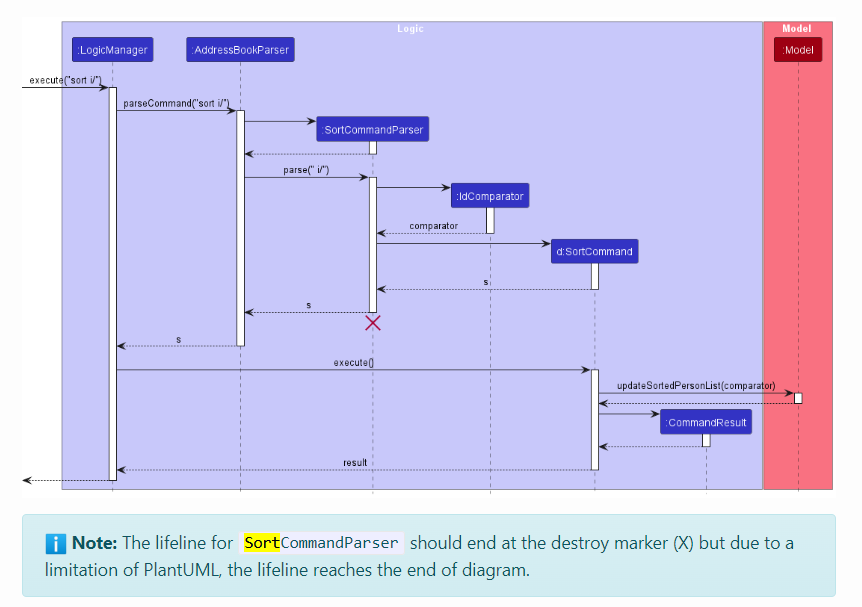 Logic
Model
:LogicManager
:AddressBookParser
:Model
execute("sort i/")
parseCommand("sort i/")
:SortCommandParser
parse(" i/")
:IdComparator
comparator
d:SortCommand
s
s
s
execute()
updateSortedPersonList(comparator)
:CommandResult
result
Note: The lifeline for SortCommandParser should end at the destroy marker (X) but due to a
limitation of PlantUML, the lifeline reaches the end of diagram.